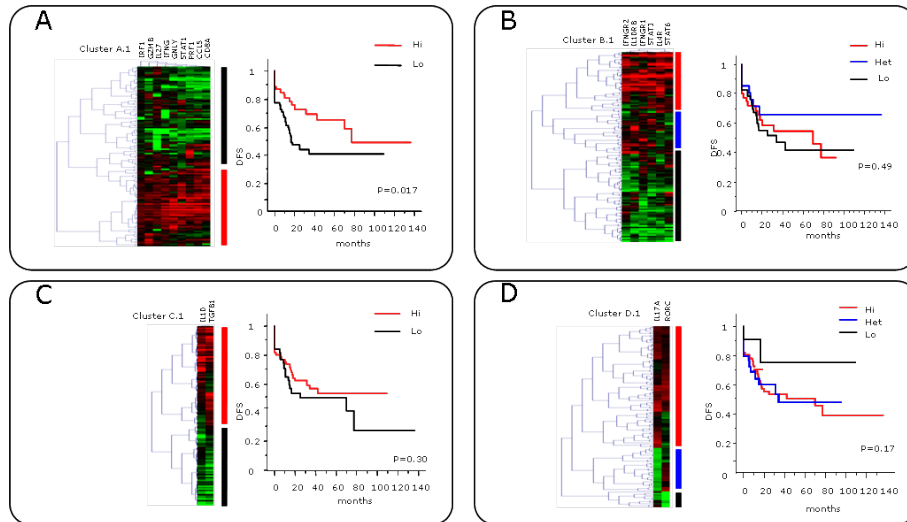 A
Cluster A.1
IRF1
GZMB
IL27
IFNG
GNLY
STAT1
PRF1
CCL5
CD8A
Hi
Lo
DFS
1
0.8
0.6
0.4
0.2
0
0 20 40 60 80 100 120 140
months
P=0.017
B
Cluster B.1
IFNGR2
IL10RB
IFNGR1
STAT3
IL4R
STAT6
Hi
Het
Lo
DFS
1
0.8
0.6
0.4
0.2
0
0 20 40 60 80 100 120 140
months
P=0.49
C
Cluster C.1
TGFB1
Hi
Lo
DFS
1
0.8
0.6
0.4
0.2
0
0 20 40 60 80 100 120 140
months
P=0.30
D
Cluster D.1
IL17A
RORC
Hi
Het
Lo
DFS
1
0.8
0.6
0.4
0.2
0
0 20 40 60 80 100 120 140
months
P=0.17